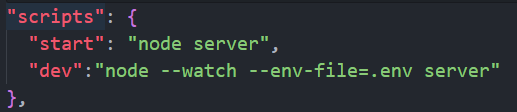 "scripts": {
"start": "node server",
"dev":"node --watch --env-file=.env server"
},